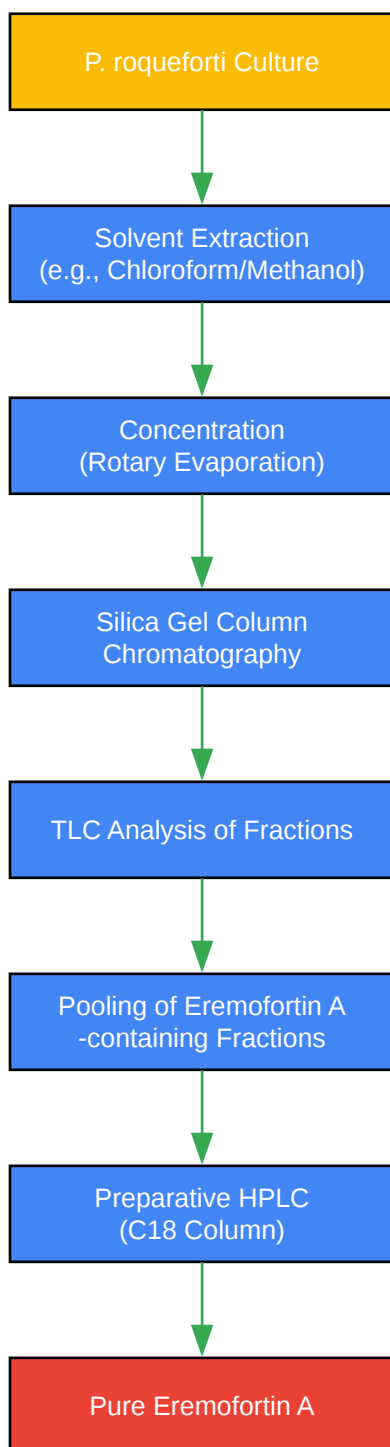 P. roqueforti Culture
Solvent Extraction
(e.g., Chloroform/Methanol)
Concentration
(Rotary Evaporation)
Silica Gel Column
Chromatography
TLC Analysis of Fractions
Pooling of Eremofortin A
-containing Fractions
Preparative HPLC
(C18 Column)
Pure Eremofortin A